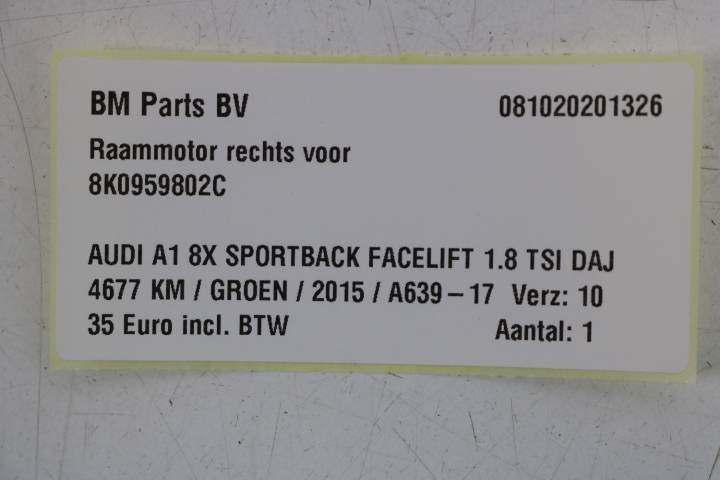 BM Parts BV 081020201326
Raammotor rechts voor
8K0959802C
AUDI A1 8X SPORTBACK FACELIFT 1.8 TSI DAJ
4677 KM / GROEN / 2015 / A639 – 17 Verz: 10
35 Euro incl. BTW Aantal: 1